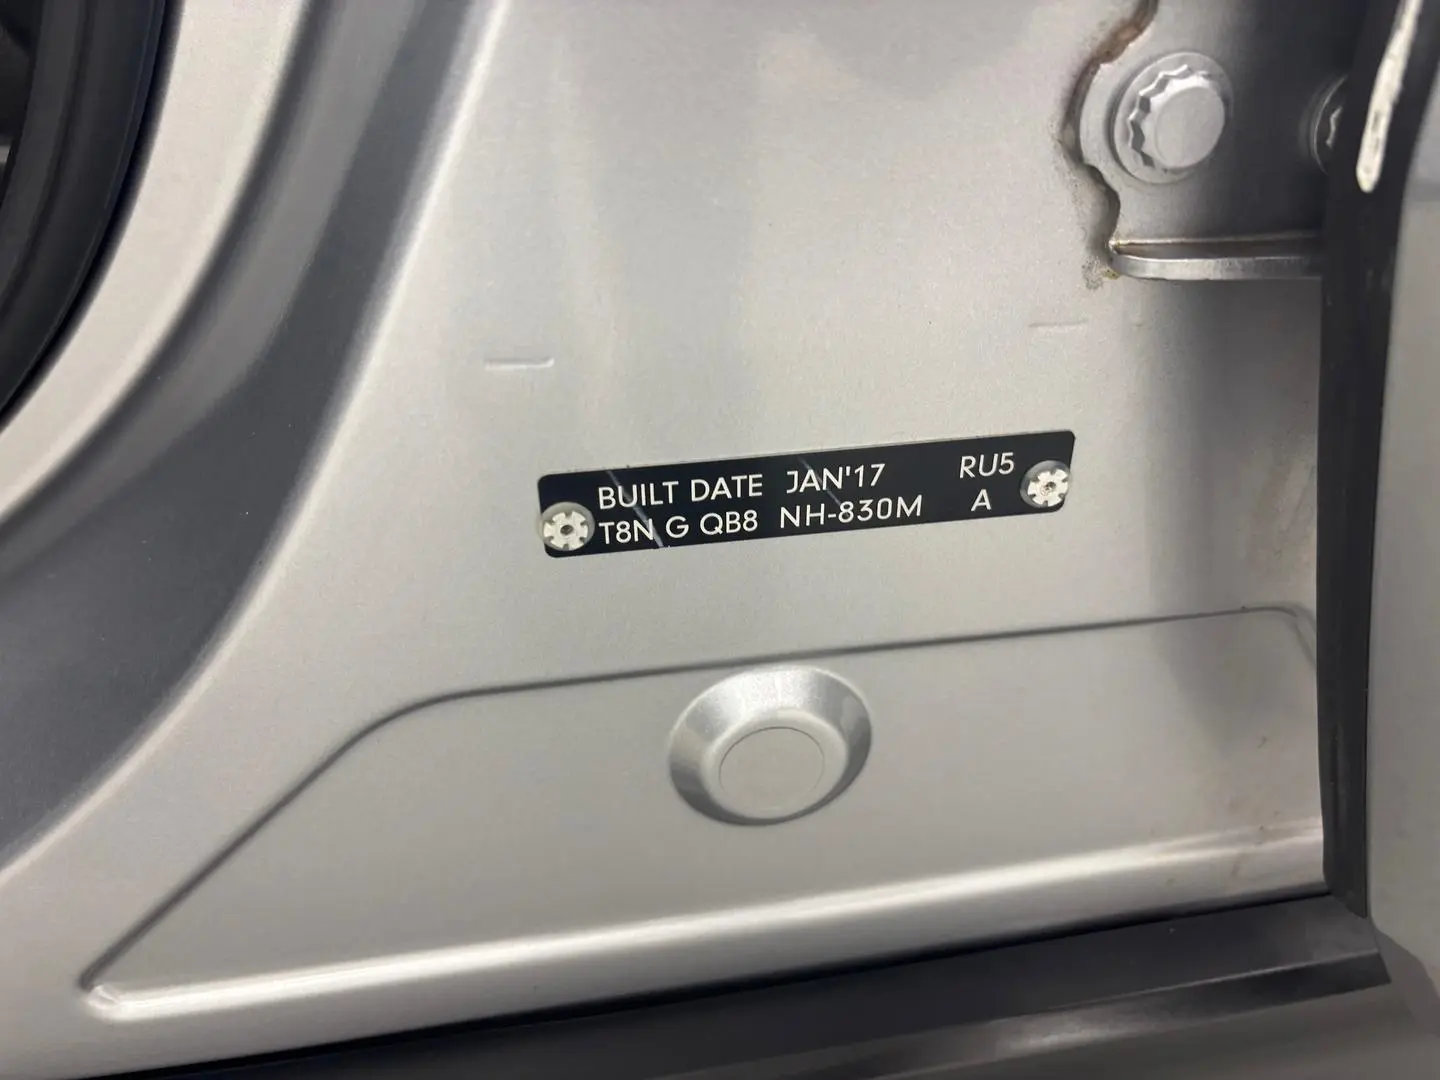 BUILT DATE JAN'17 RU5
T8N G QB8 NH-830M A